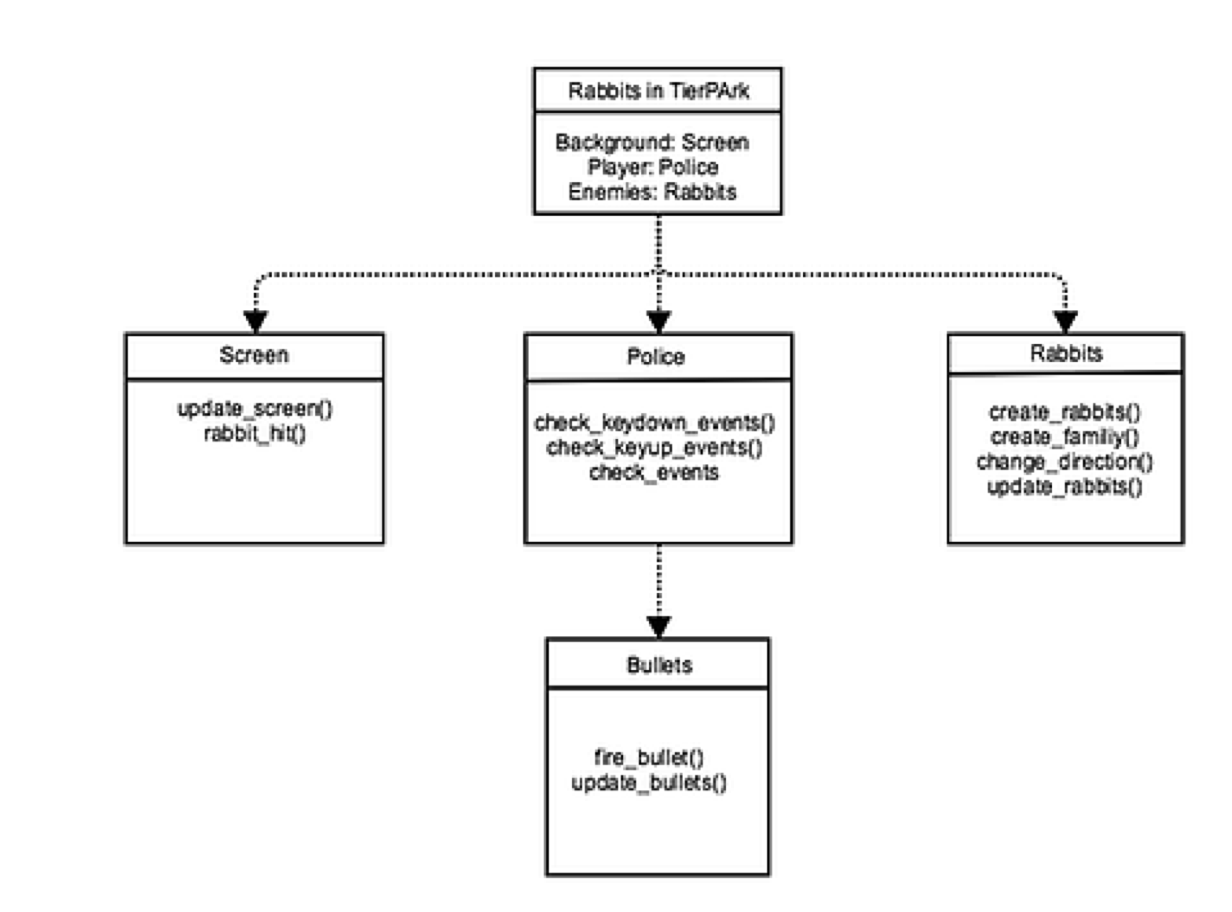 Rabbits in TierPArk
Background: Screen
Player: Police
Enemies: Rabbits
Screen
update_screen()
rabbit_hit()
Police
check_keydown_events()
check_keyup_events()
check_events
Rabbits
create_rabbits()
create_familiy()
change_direction()
update_rabbits()
Bullets
fire_bullet()
update_bullets()